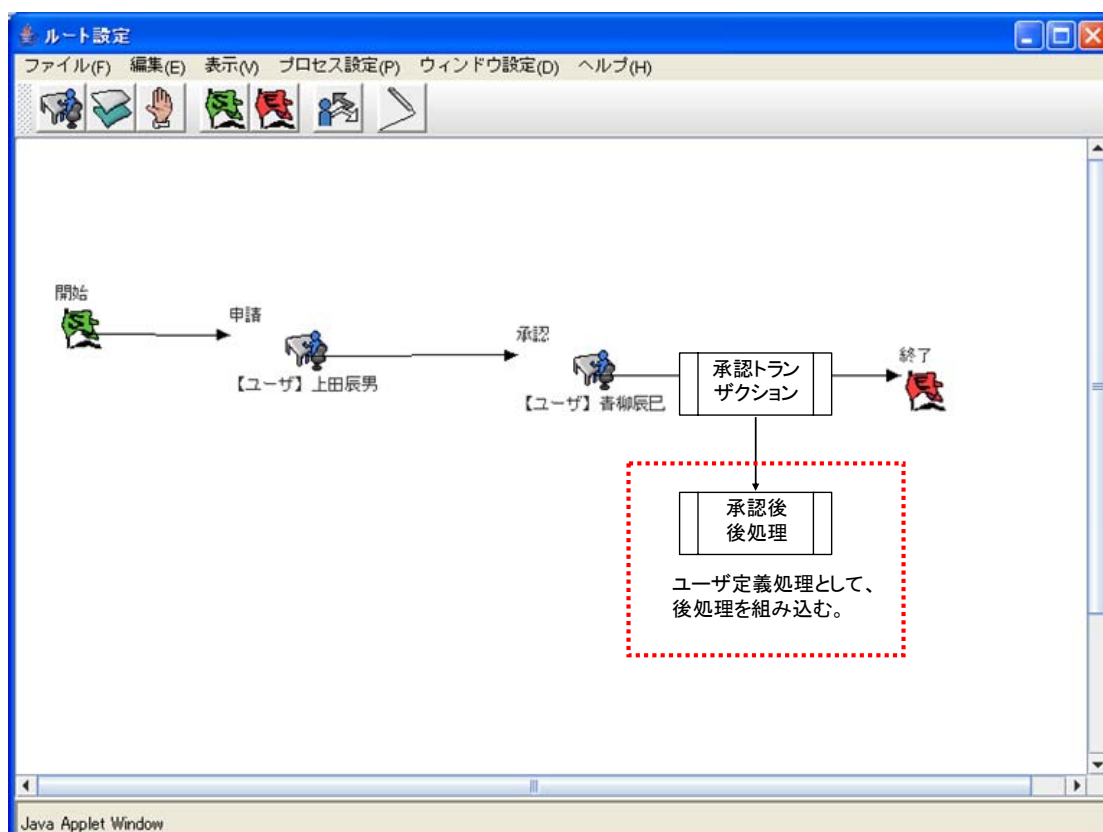 ルート設定
ファイル(F) 編集(E) 表示(V) プロセス設定(P) ウィンドウ設定(D) ヘルプ(H)
開始
申請
【ユーザ】上田辰男
承認
【ユーザ】青柳辰巳
承認トラン
ザクション
終了
承認後
後処理
ユーザ定義処理として、
後処理を組み込む。
Java Applet Window